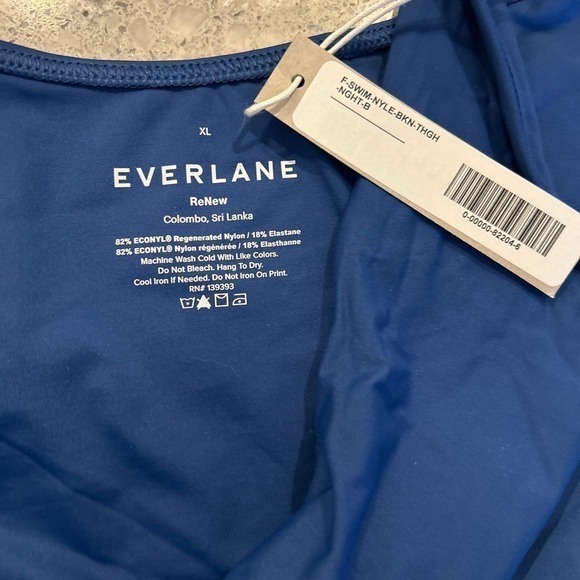 XL
EVERLANE
ReNew
Colombo, Sri Lanka
82% ECONYL® Regenerated Nylon / 18% Elastane
82% ECONYL® Nylon régénérée / 18% Elasthanne
Machine Wash Cold With Like Colors.
Do Not Bleach. Hang To Dry.
Cool Iron If Needed. Do Not Iron On Print.
RN# 139393
F-SWIM-NYLE-BKN-THGH
-NGHT-B
0-00000-82204-6